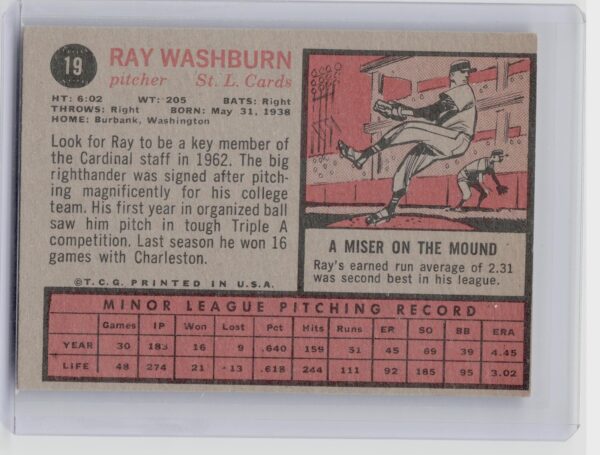 19
RAY WASHBURN
pitcher St. L. Cards
HT: 6:02 WT: 205 BATS: Right
THROWS: Right BORN: May 31, 1938
HOME: Burbank, Washington
Look for Ray to be a key member of
the Cardinal staff in 1962. The big
righthander was signed after pitch-
ing magnificently for his college
team. His first year in organized ball
saw him pitch in tough Triple A
competition. Last season he won 16
games with Charleston.
©T.C.G. PRINTED IN U.S.A.
A MISER ON THE MOUND
Ray's earned run average of 2.31
was second best in his league.
MINOR LEAGUE PITCHING RECORD
Games IP Won Lost Pct Hits Runs ER SO BB ERA
YEAR 30 183 16 9 .640 156 51 45 69 39 4.45
LIFE 48 274 21 13 .618 244 111 92 185 95 3.02